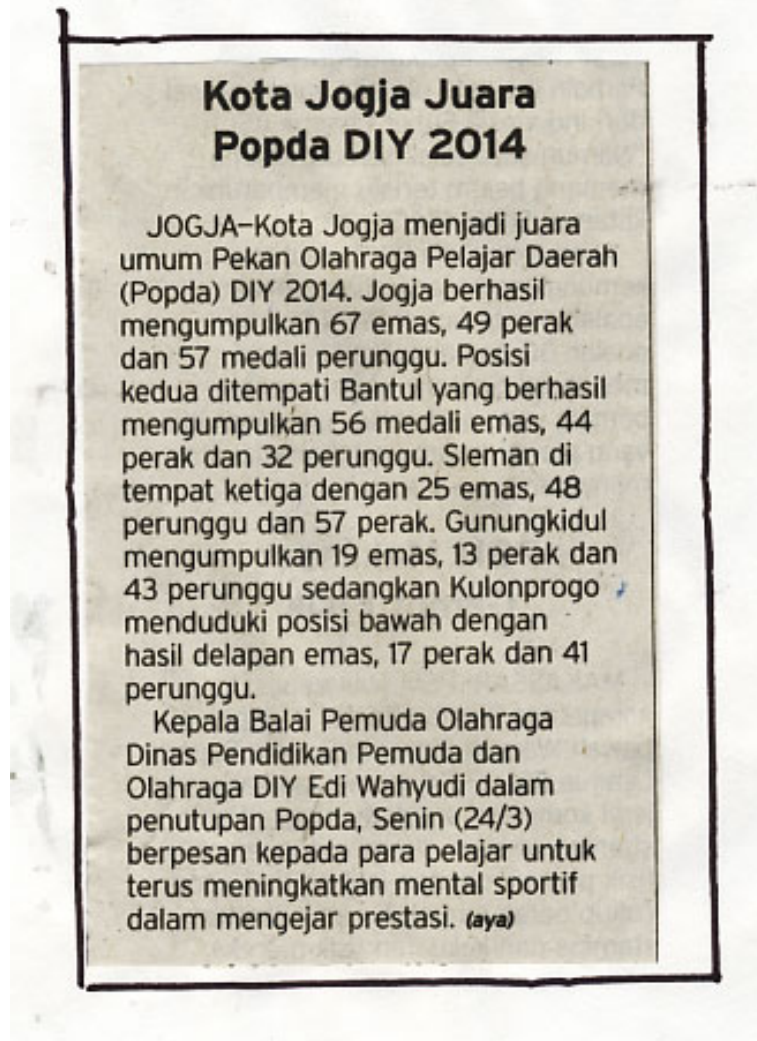 Kota Jogja Juara
Popda DIY 2014
JOGJA–Kota Jogja menjadi juara
umum Pekan Olahraga Pelajar Daerah
(Popda) DIY 2014. Jogja berhasil
mengumpulkan 67 emas, 49 perak
dan 57 medali perunggu. Posisi
kedua ditempati Bantul yang berhasil
mengumpulkan 56 medali emas, 44
perak dan 32 perunggu. Sleman di
tempat ketiga dengan 25 emas, 48
perunggu dan 57 perak. Gunungkidul
mengumpulkan 19 emas, 13 perak dan
43 perunggu sedangkan Kulonprogo
menduduki posisi bawah dengan
hasil delapan emas, 17 perak dan 41
perunggu.
Kepala Balai Pemuda Olahraga
Dinas Pendidikan Pemuda dan
Olahraga DIY Edi Wahyudi dalam
penutupan Popda, Senin (24/3)
berpesan kepada para pelajar untuk
terus meningkatkan mental sportif
dalam mengejar prestasi. (aya)